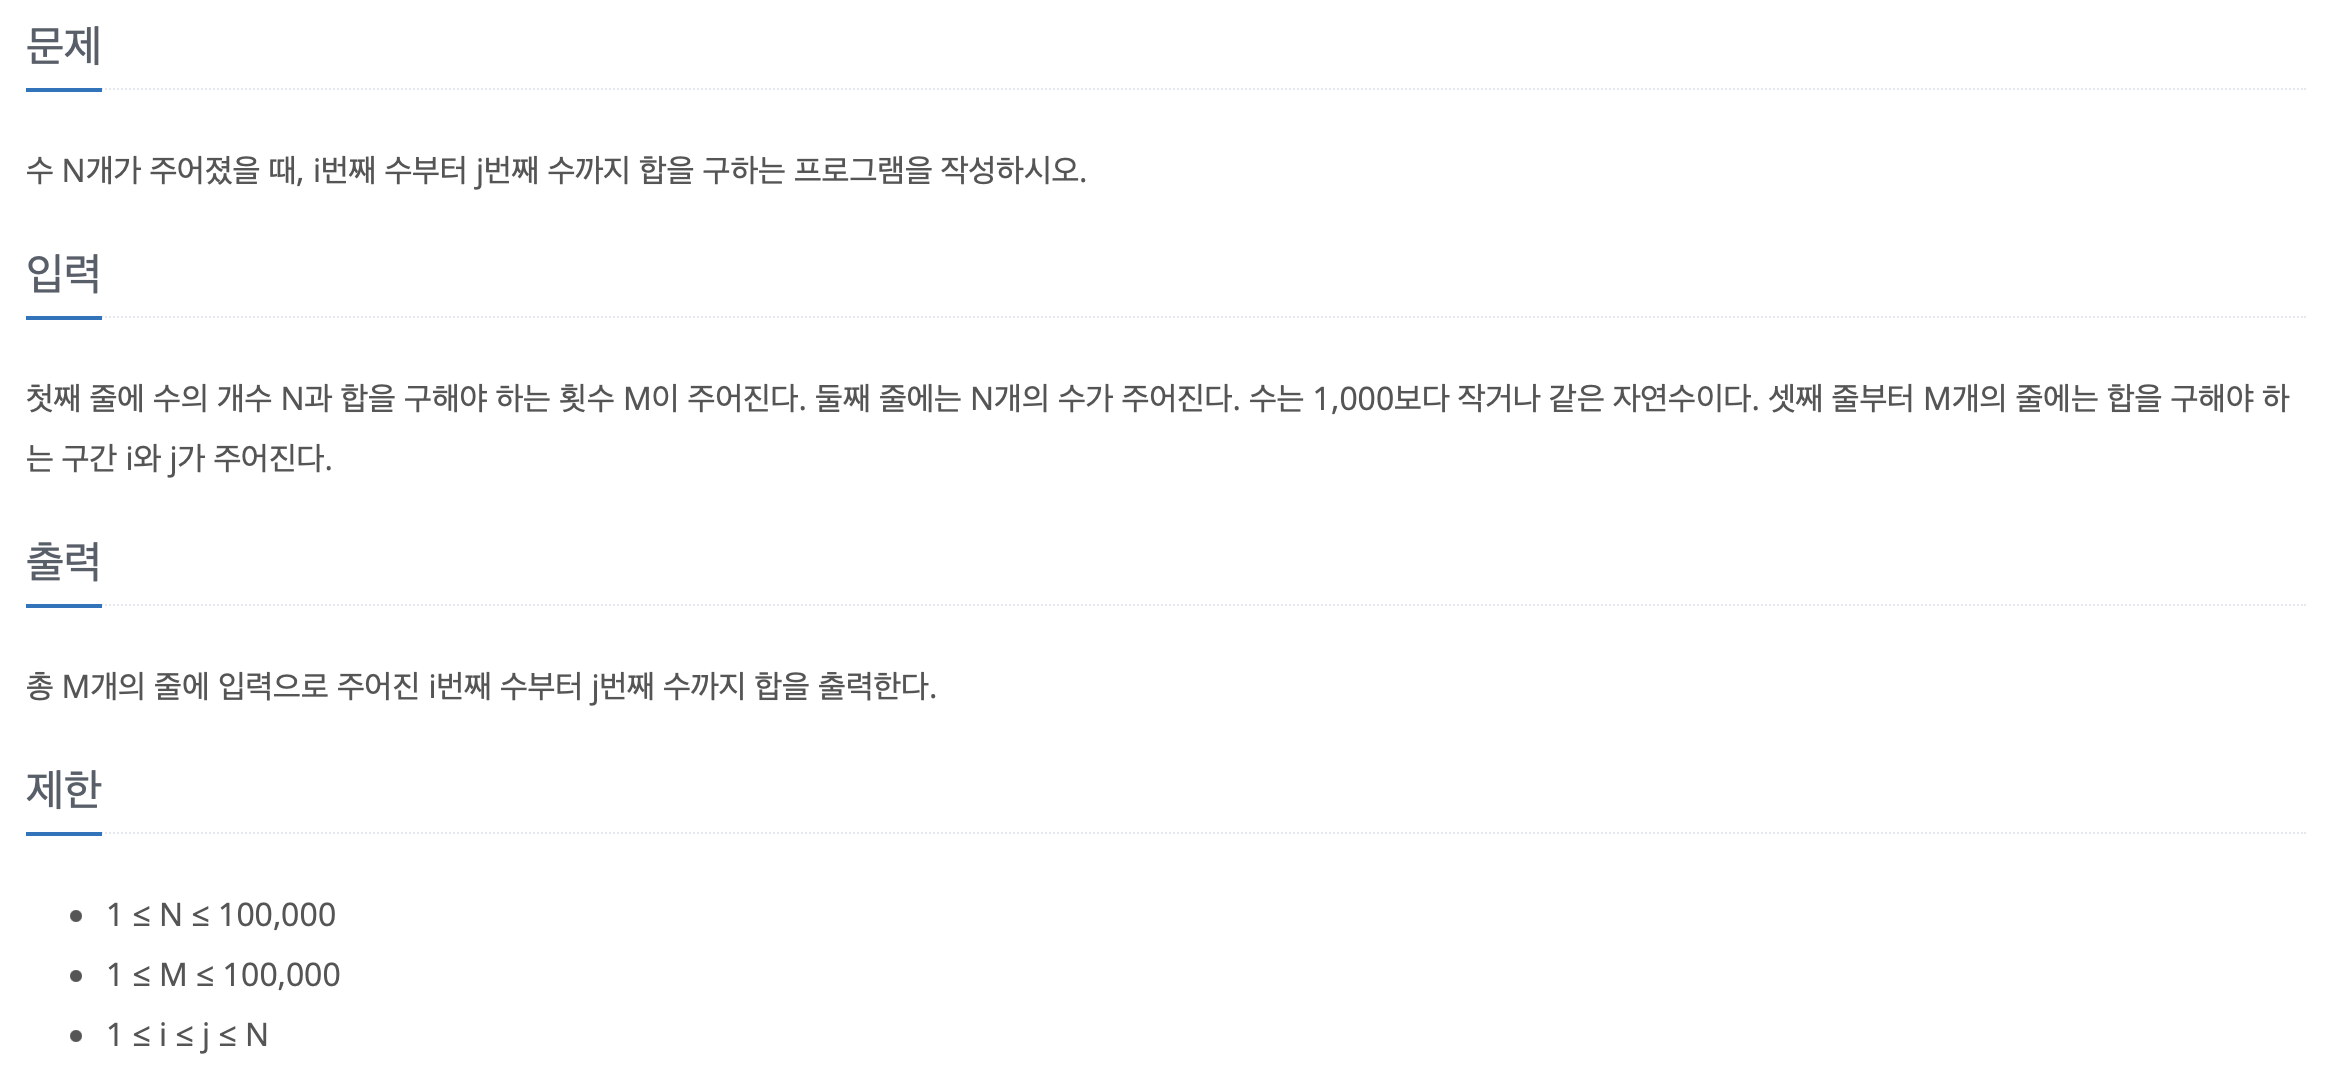 문제
수 N개가 주어졌을 때, i번째 수부터 j번째 수까지 합을 구하는 프로그램을 작성하시오.
입력
첫째 줄에 수의 개수 N과 합을 구해야 하는 횟수 M이 주어진다. 둘째 줄에는 N개의 수가 주어진다. 수는 1,000보다 작거나 같은 자연수이다. 셋째 줄부터 M개의 줄에는 합을 구해야 하
는 구간 i와 j가 주어진다.
출력
총 M개의 줄에 입력으로 주어진 i번째 수부터 j번째 수까지 합을 출력한다.
제한
• 1 ≤ N ≤ 100,000
• 1 ≤ M ≤ 100,000
• 1 ≤ i ≤ j ≤ N